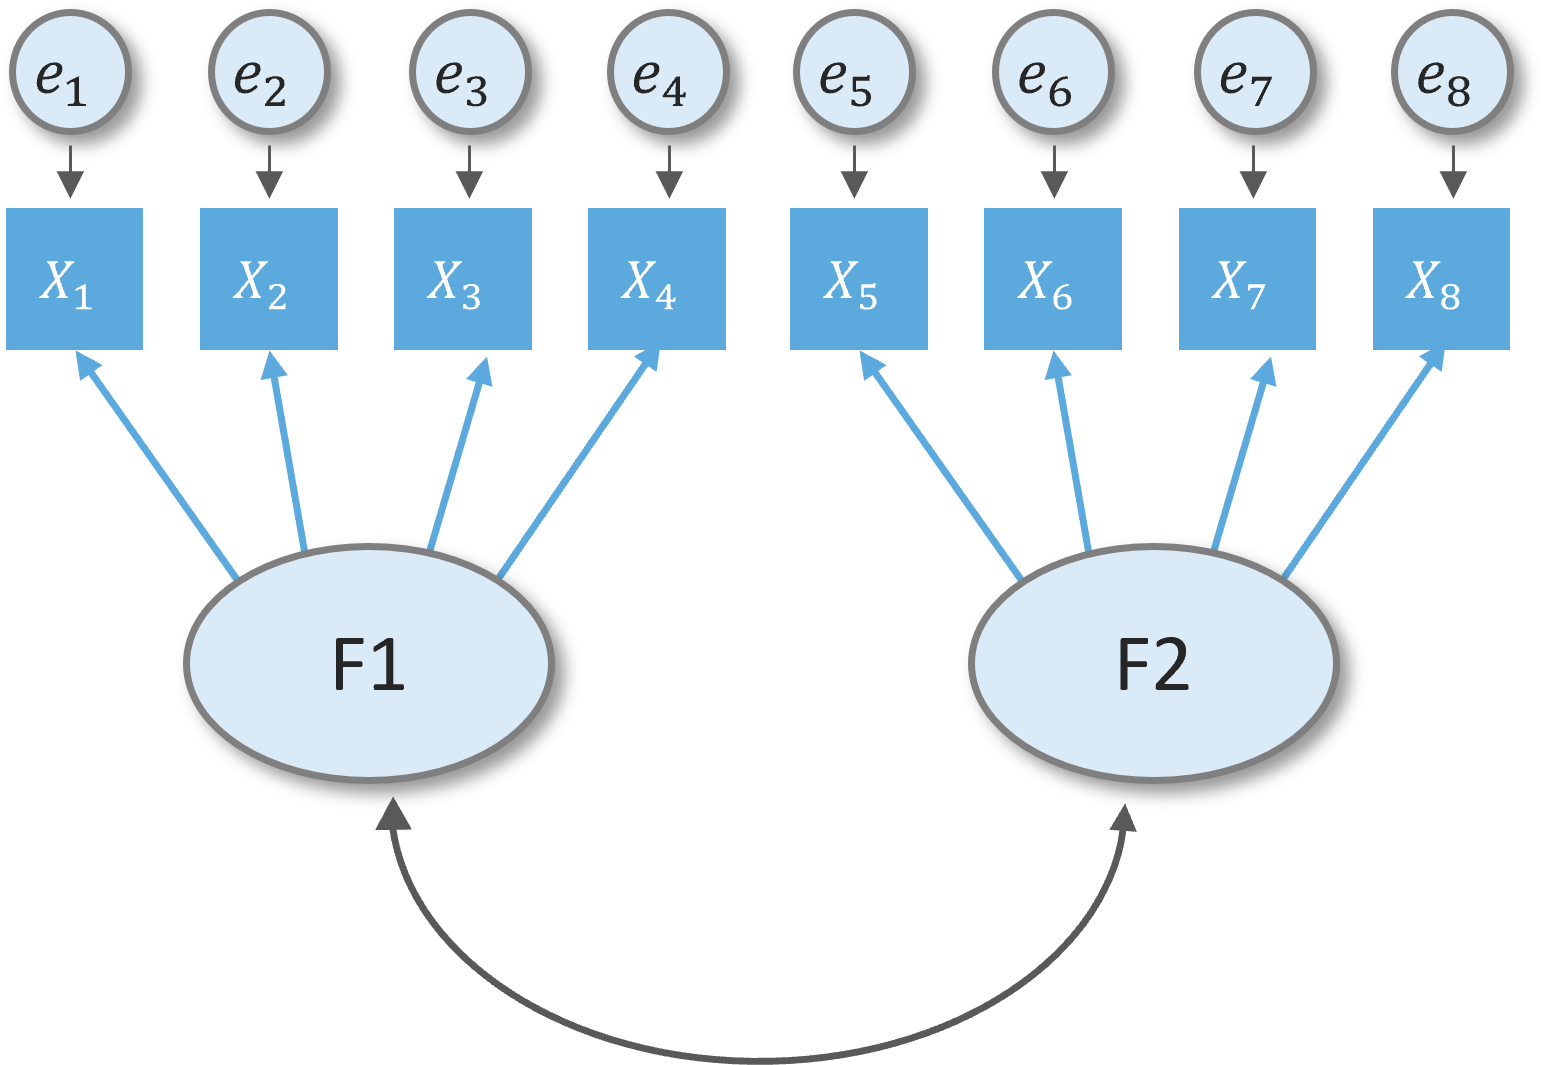 e1 e2 e3 e4 e5 e6 e7 e8
X1 X2 X3 X4 X5 X6 X7 X8
F1 F2